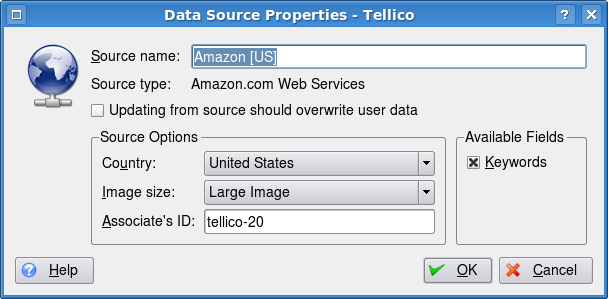 Data Source Properties - Tellico
Source name: Amazon [US]
Source type: Amazon.com Web Services
Updating from source should overwrite user data
Source Options
Country: United States
Image size: Large Image
Associate's ID: tellico-20
Available Fields
Keywords
Help
OK
Cancel